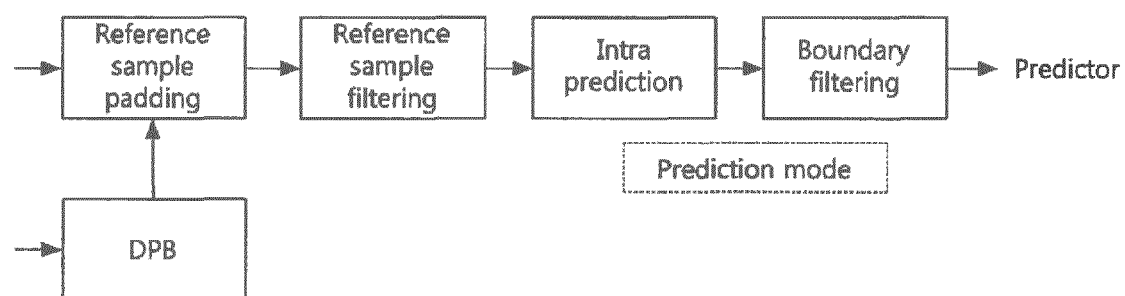 Reference
sample
padding
Reference
sample
filtering
Intra
prediction
Boundary
filtering
Predictor
Prediction mode
DPB